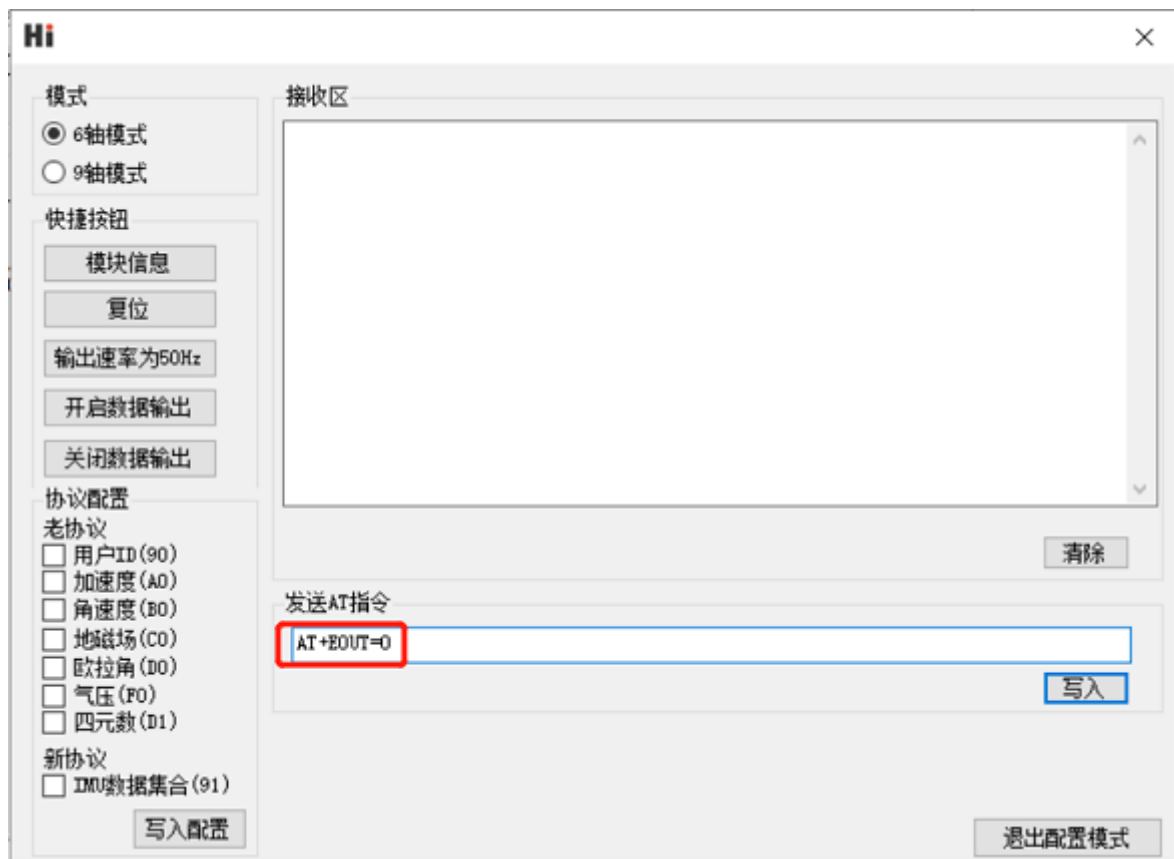 Hi
模式
6轴模式
9轴模式
快捷按钮
模块信息
复位
输出速率为50Hz
开启数据输出
关闭数据输出
协议配置
老协议
用户ID(90)
加速度(A0)
角速度(B0)
地磁场(C0)
欧拉角(D0)
气压(F0)
四元数(D1)
新协议
IMU数据集合(91)
写入配置
接收区
清除
发送AT指令
AT+EOUT=0
写入
退出配置模式